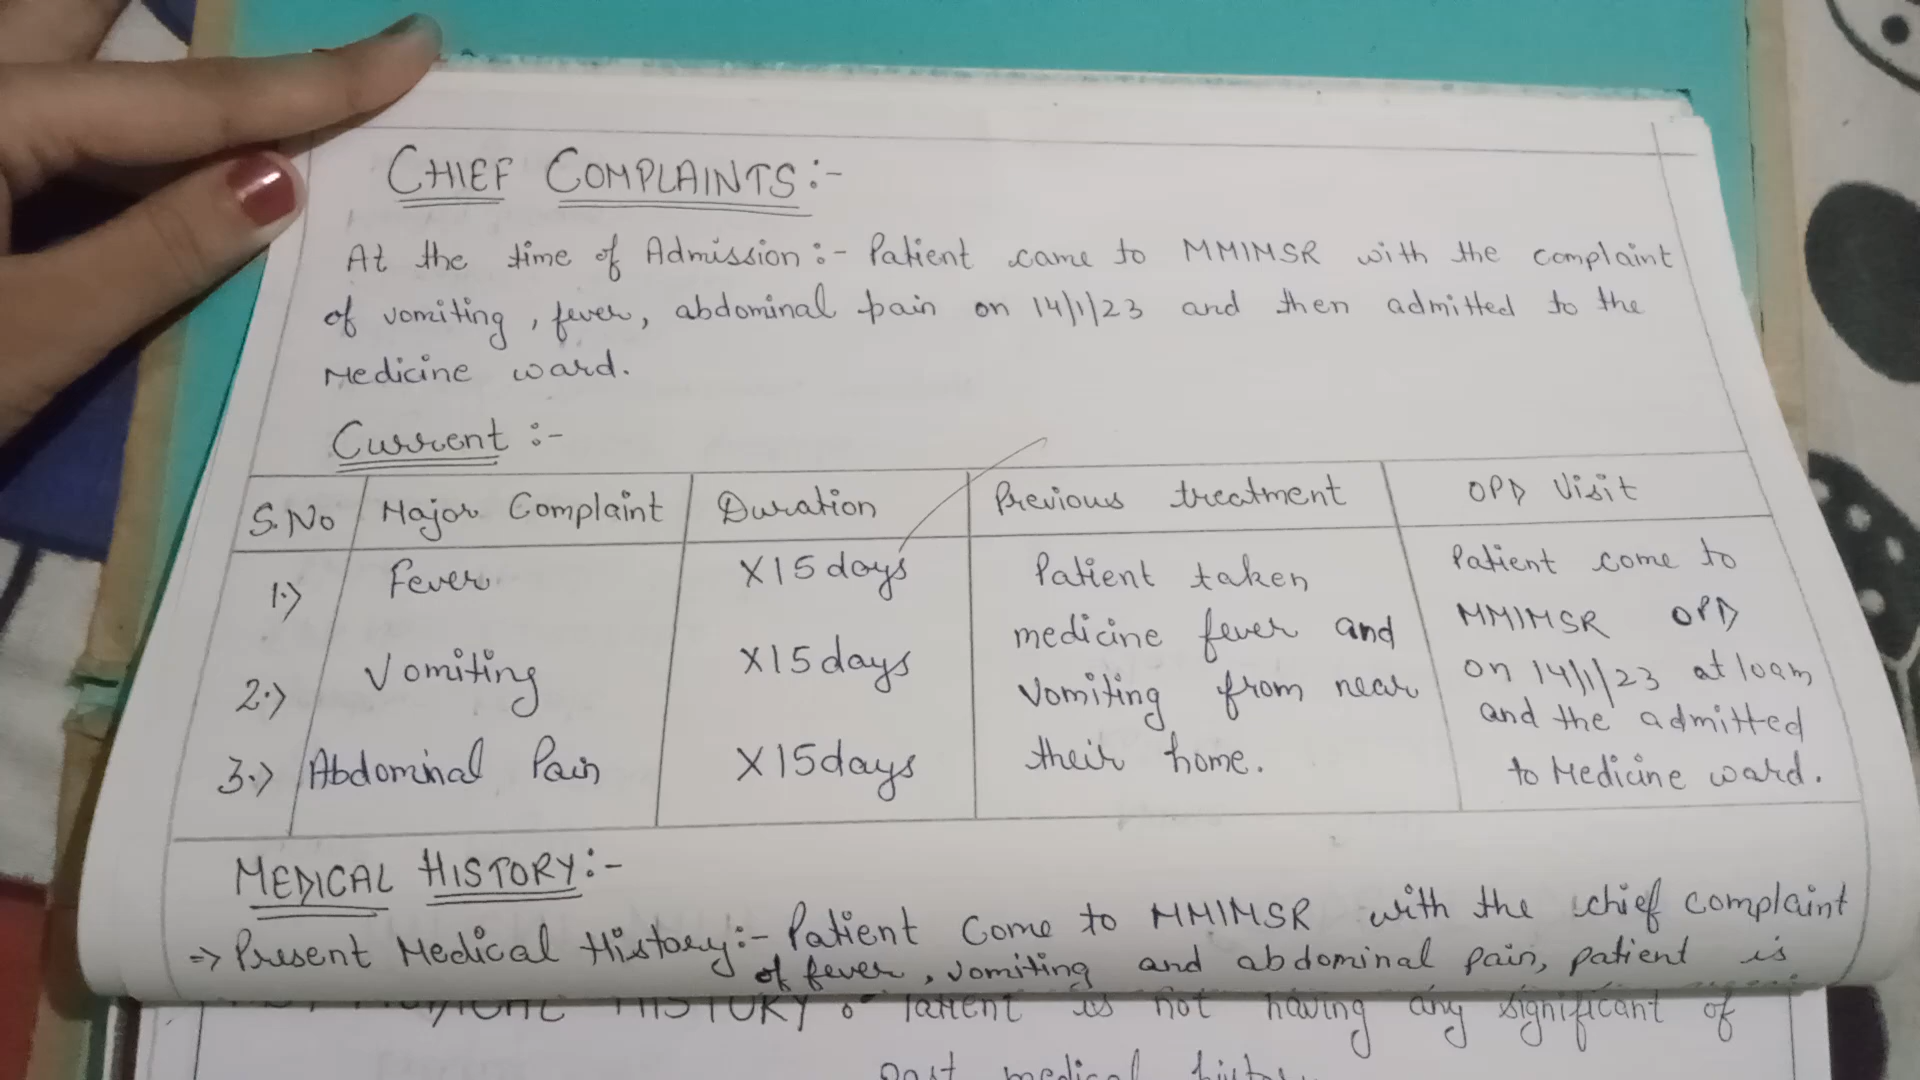 CHIEF COMPLAINTS:-
At the time of Admission:- Patient came to MMIMSR with the complaint
of vomiting, fever, abdominal pain on 14/1/23 and then admitted to the
Medicine ward.
Current :-
S.No Major Complaint Duration Previous treatment OPD Visit
1.) Fever X15 days Patient taken Patient come to
medicine fever and MMIMSR OPD
2.) Vomiting X15 days vomiting from near on 14/1/23 at 10am
and the admitted
3.) Abdominal Pain X15 days their home. to Medicine ward.
MEDICAL HISTORY:-
=> Present Medical History:- Patient Come to MMIMSR with the chief complaint
of fever, vomiting and abdominal pain, patient is
HISTORY : Patient is not having any significant of
past medical